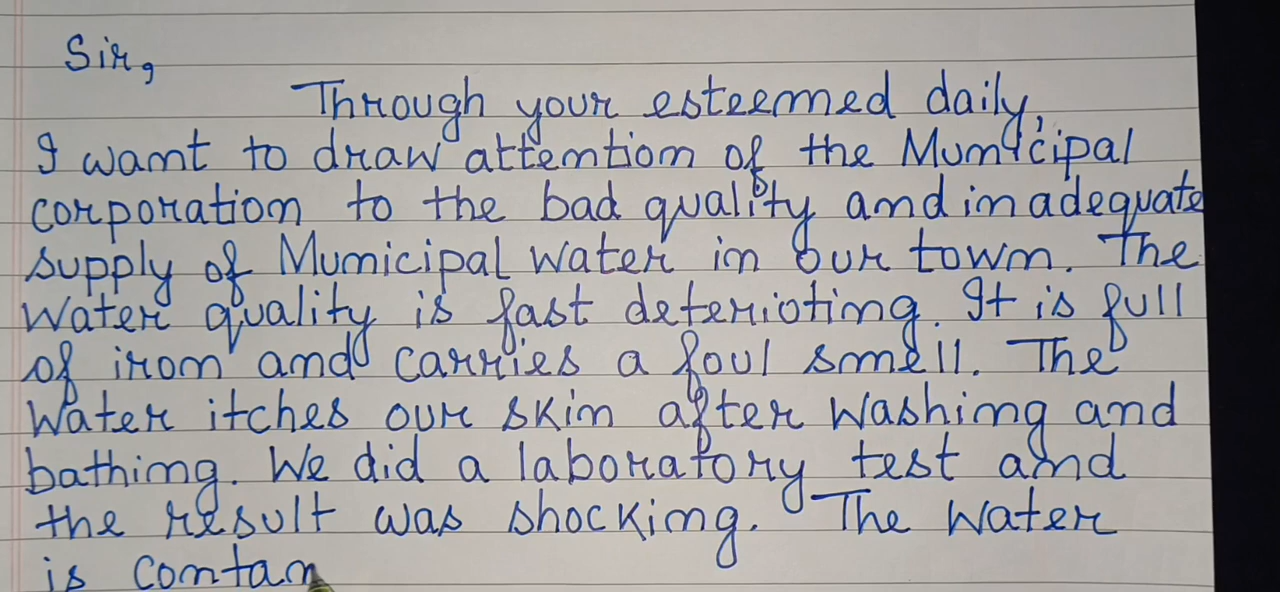 Sir,
Through your esteemed daily,
I want to draw attention of the Municipal
corporation to the bad quality and inadequate
supply of Municipal water in our town. The
water quality is fast deterioting. It is full
of iron and carries a foul smell. The
water itches our skin after washing and
bathing. We did a laboratory test and
the result was shocking. The water
is contan